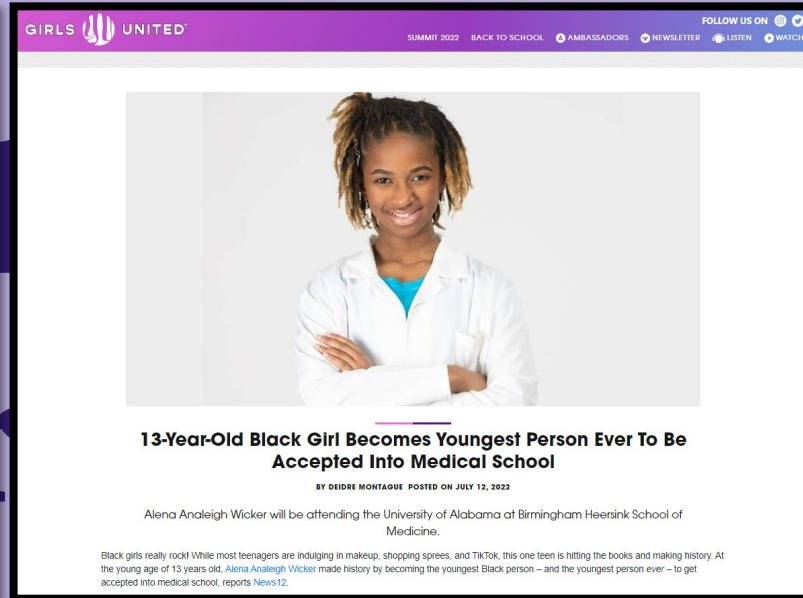 GIRLS UNITED
FOLLOW US ON
SUMMIT 2022 BACK TO SCHOOL AMBASSADORS NEWSLETTER LISTEN WATCH
13-Year-Old Black Girl Becomes Youngest Person Ever To Be
Accepted Into Medical School
BY DEIDRE MONTAGUE POSTED ON JULY 12, 2022
Alena Analeigh Wicker will be attending the University of Alabama at Birmingham Heersink School of
Medicine.
Black girls really rock! While most teenagers are indulging in makeup, shopping sprees, and TikTok, this one teen is hitting the books and making history. At
the young age of 13 years old, Alena Analeigh Wicker made history by becoming the youngest Black person – and the youngest person ever – to get
accepted into medical school, reports News12.